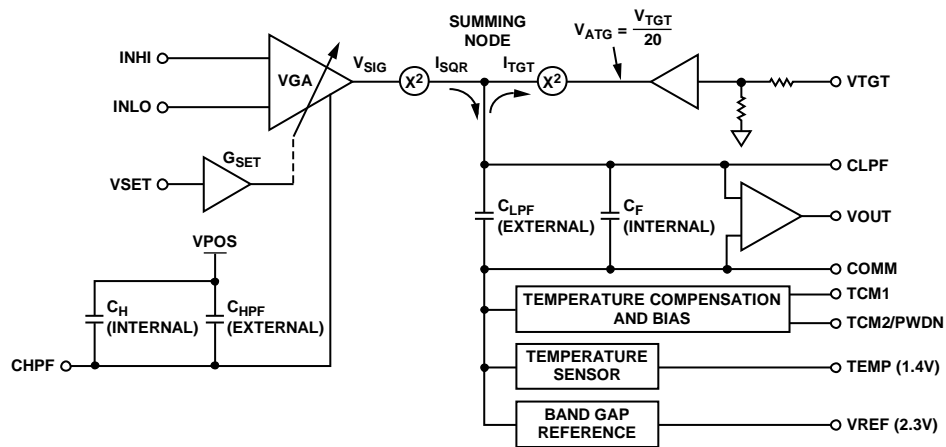 SUMMING
NODE
V_ATG = V_TGT
20
INHI
VGA
V_SIG
X²
I_SQR
I_TGT
X²
VTGT
INLO
G_SET
VSET
CLPF
C_LPF
(EXTERNAL)
C_F
(INTERNAL)
VOUT
VPOS
C_H
(INTERNAL)
C_HPF
(EXTERNAL)
CHPF
COMM
TEMPERATURE COMPENSATION
AND BIAS
TCM1
TCM2/PWDN
TEMPERATURE
SENSOR
TEMP (1.4V)
BAND GAP
REFERENCE
VREF (2.3V)